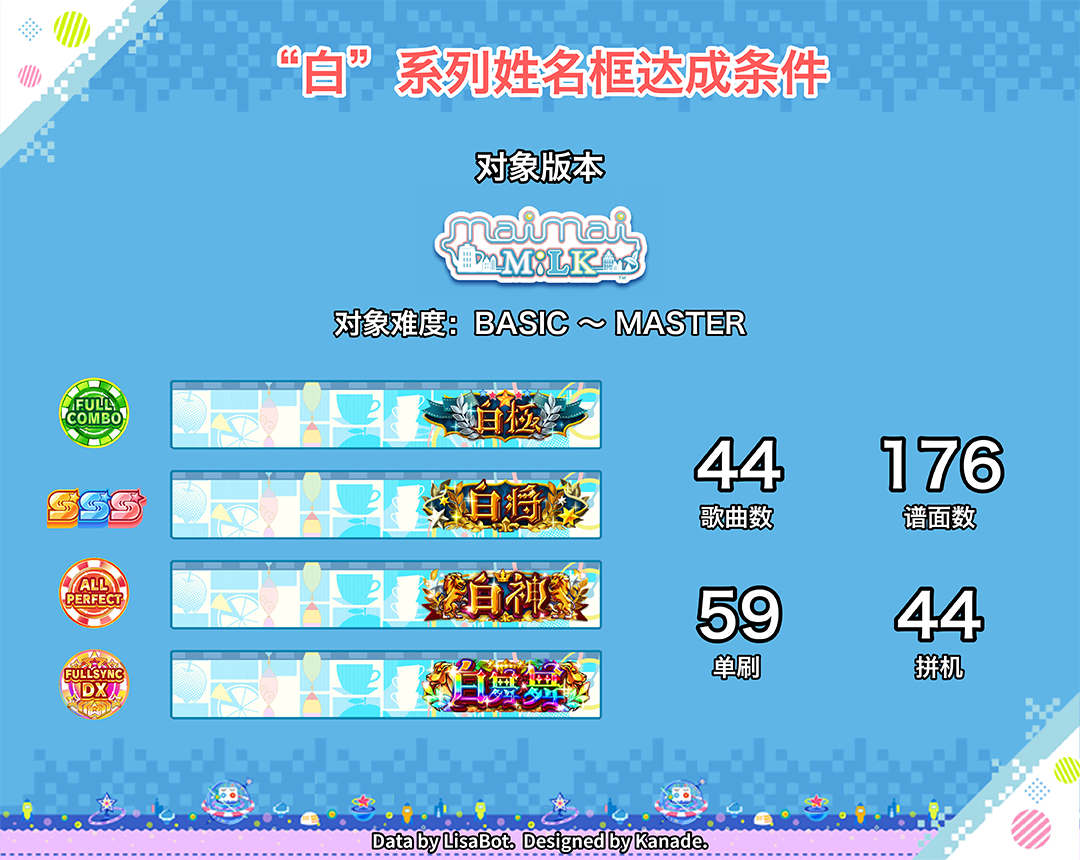 “白”系列姓名框达成条件
对象版本
maimai
MiLK
TM
对象难度：BASIC ～ MASTER
FULL
COMBO
白極
SSS
白将
ALL
PERFECT
白神
FULLSYNC
DX
白舞舞
44
歌曲数
176
谱面数
59
单刷
44
拼机
Data by LisaBot. Designed by Kanade.